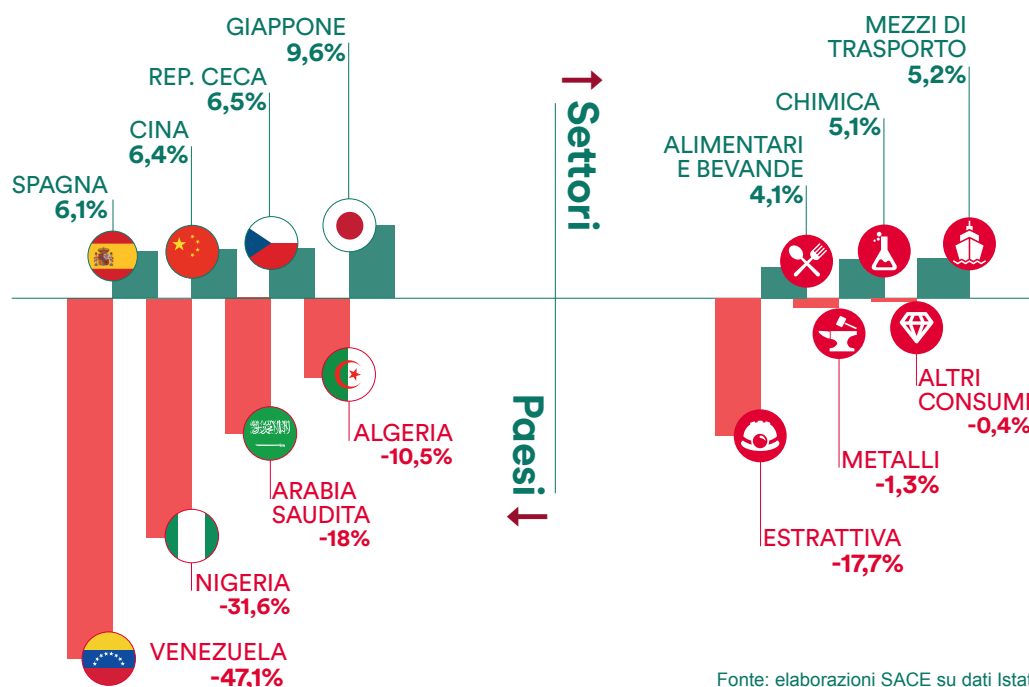 GIAPPONE
9,6%
REP. CECA
6,5%
CINA
6,4%
SPAGNA
6,1%
ALGERIA
-10,5%
ARABIA
SAUDITA
-18%
NIGERIA
-31,6%
VENEZUELA
-47,1%
↑ Settori
Paesi ↓
MEZZI DI
TRASPORTO
5,2%
CHIMICA
5,1%
ALIMENTARI
E BEVANDE
4,1%
ALTRI
CONSUMI
-0,4%
METALLI
-1,3%
ESTRATTIVA
-17,7%
Fonte: elaborazioni SACE su dati Istat